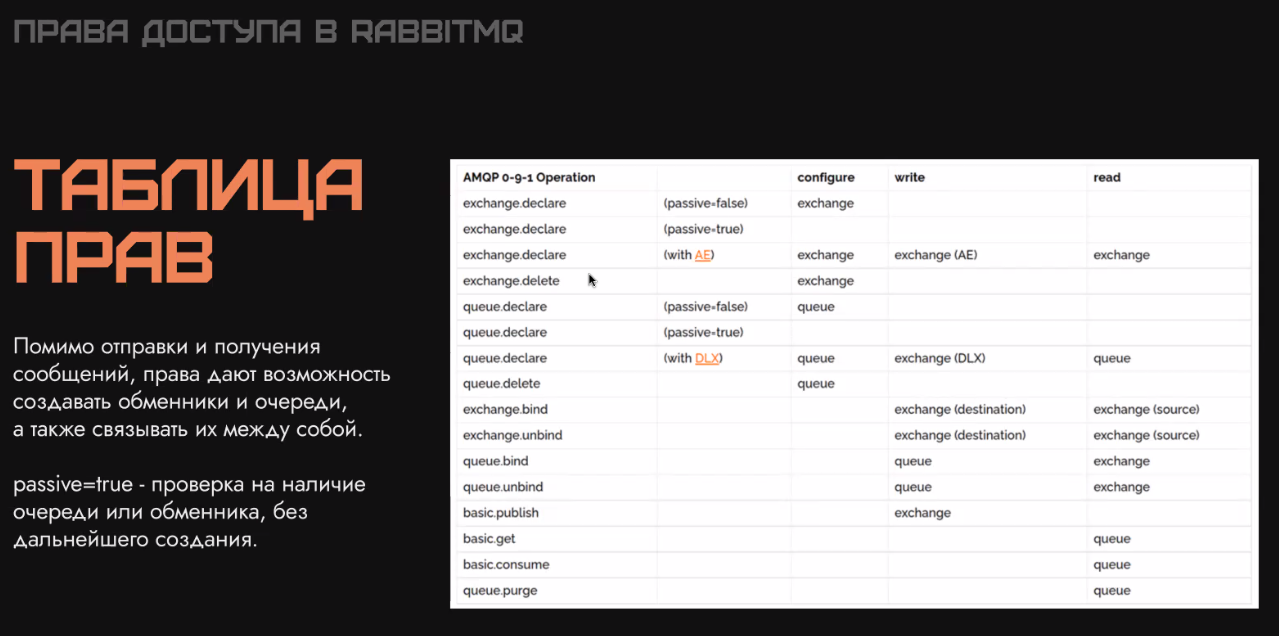 ПРАВА ДОСТУПА В RABBITMQ
ТАБЛИЦА
ПРАВ
Помимо отправки и получения
сообщений, права дают возможность
создавать обменники и очереди,
а также связывать их между собой.
passive=true - проверка на наличие
очереди или обменника, без
дальнейшего создания.
AMQP 0-9-1 Operation configure write read
exchange.declare (passive=false) exchange
exchange.declare (passive=true)
exchange.declare (with AE) exchange exchange (AE) exchange
exchange.delete exchange
queue.declare (passive=false) queue
queue.declare (passive=true)
queue.declare (with DLX) queue exchange (DLX) queue
queue.delete queue
exchange.bind exchange (destination) exchange (source)
exchange.unbind exchange (destination) exchange (source)
queue.bind queue exchange
queue.unbind queue exchange
basic.publish exchange
basic.get queue
basic.consume queue
queue.purge queue